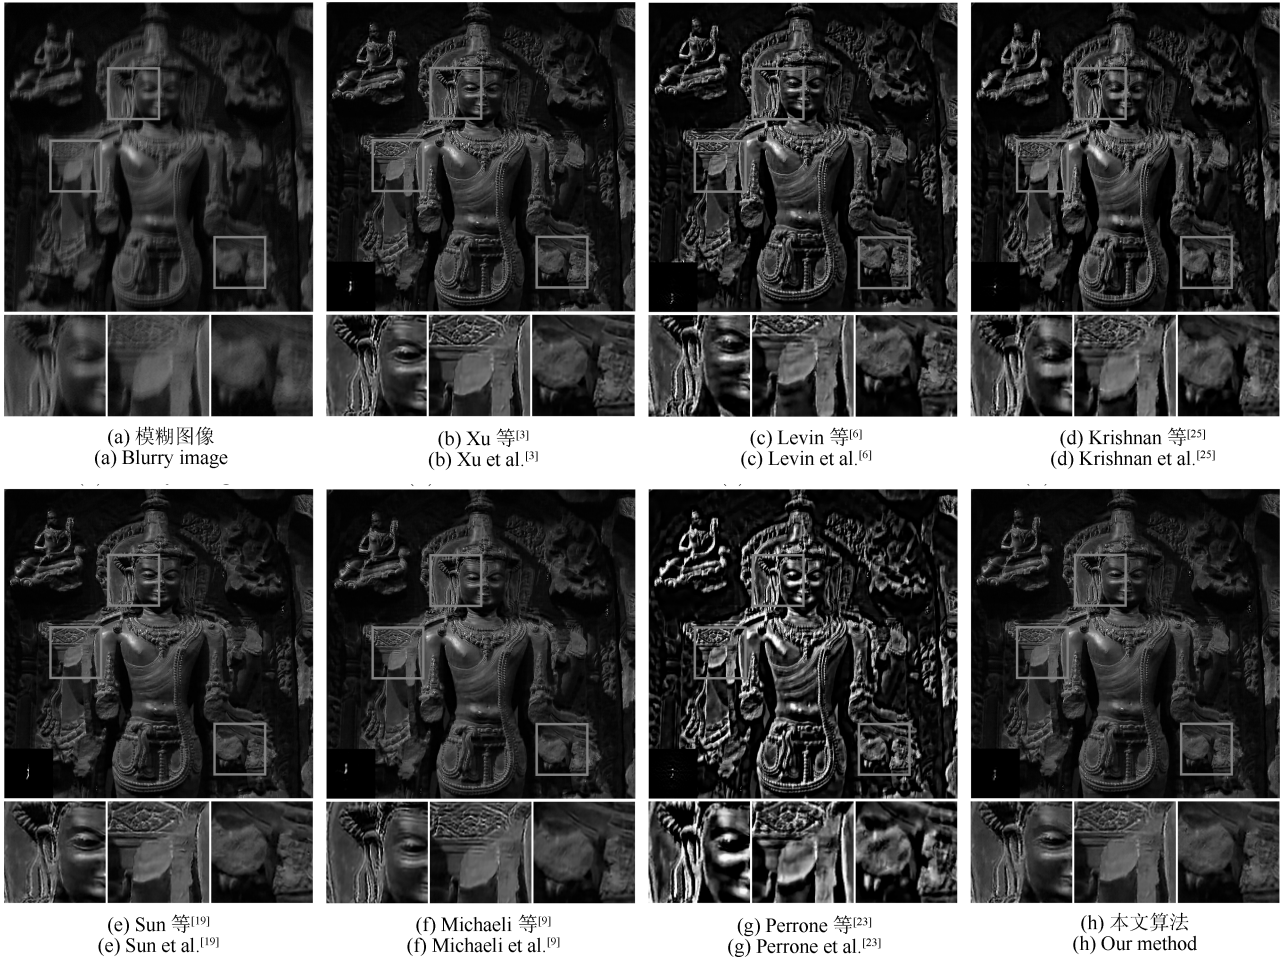 (a) 模糊图像
(a) Blurry image
(b) Xu 等[3]
(b) Xu et al.[3]
(c) Levin 等[6]
(c) Levin et al.[6]
(d) Krishnan 等[25]
(d) Krishnan et al.[25]
(e) Sun 等[19]
(e) Sun et al.[19]
(f) Michaeli 等[9]
(f) Michaeli et al.[9]
(g) Perrone 等[23]
(g) Perrone et al.[23]
(h) 本文算法
(h) Our method